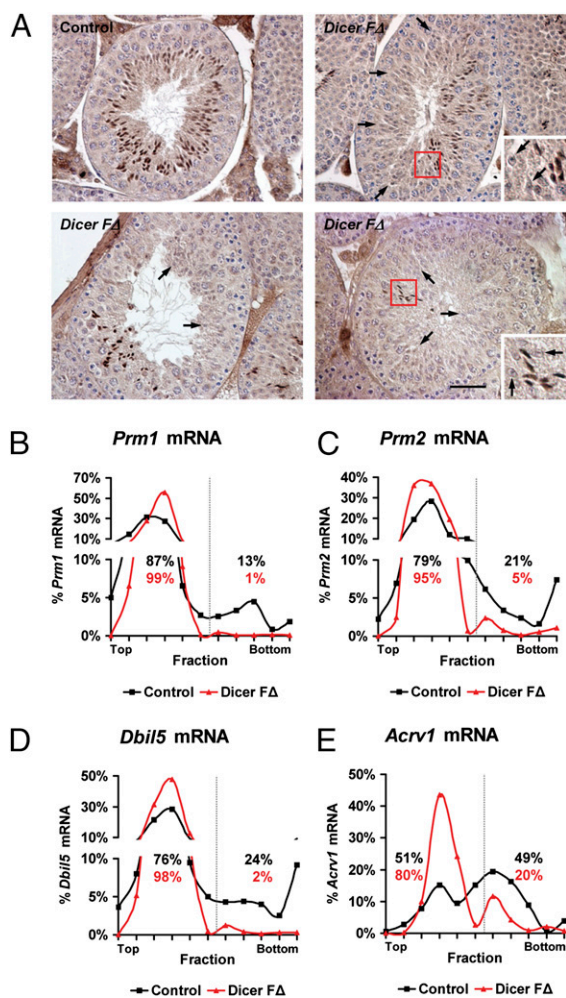 A
Control
Dicer FΔ
Dicer FΔ
Dicer FΔ
B
Prm1 mRNA
% Prm1 mRNA
70%
50%
30%
10%
10%
5%
0%
87%
99%
13%
1%
Top
Bottom
Fraction
Control Dicer FΔ
C
Prm2 mRNA
% Prm2 mRNA
40%
30%
20%
10%
10%
5%
0%
79%
95%
21%
5%
Top
Bottom
Fraction
Control Dicer FΔ
D
Dbil5 mRNA
% Dbil5 mRNA
50%
30%
10%
10%
5%
0%
76%
98%
24%
2%
Top
Bottom
Fraction
Control Dicer FΔ
E
Acrv1 mRNA
% Acrv1 mRNA
50%
40%
30%
20%
10%
0%
51%
80%
49%
20%
Top
Bottom
Fraction
Control Dicer FΔ